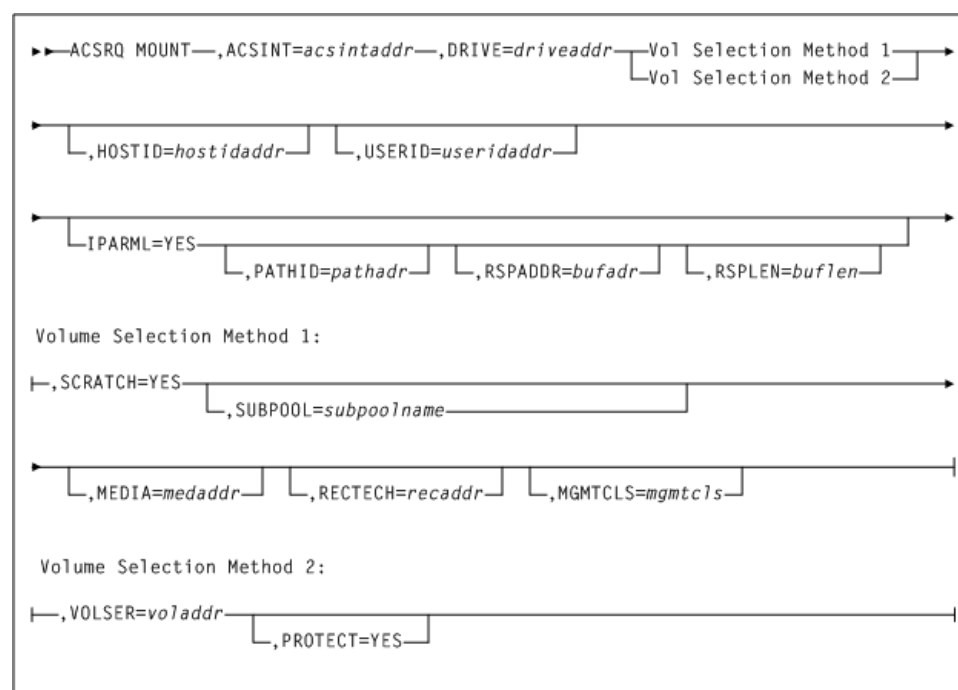 ACSRQ MOUNT ,ACSINT=acsintaddr ,DRIVE=driveaddr Vol Selection Method 1
Vol Selection Method 2
,HOSTID=hostidaddr ,USERID=useridaddr
IPARML=YES
,PATHID=pathadr ,RSPADDR=bufadr ,RSPLEN=buflen
Volume Selection Method 1:
,SCRATCH=YES
,SUBPOOL=subpoolname
,MEDIA=medaddr ,RECTECH=recaddr ,MGMTCLS=mgmtcls
Volume Selection Method 2:
,VOLSER=voladdr
,PROTECT=YES